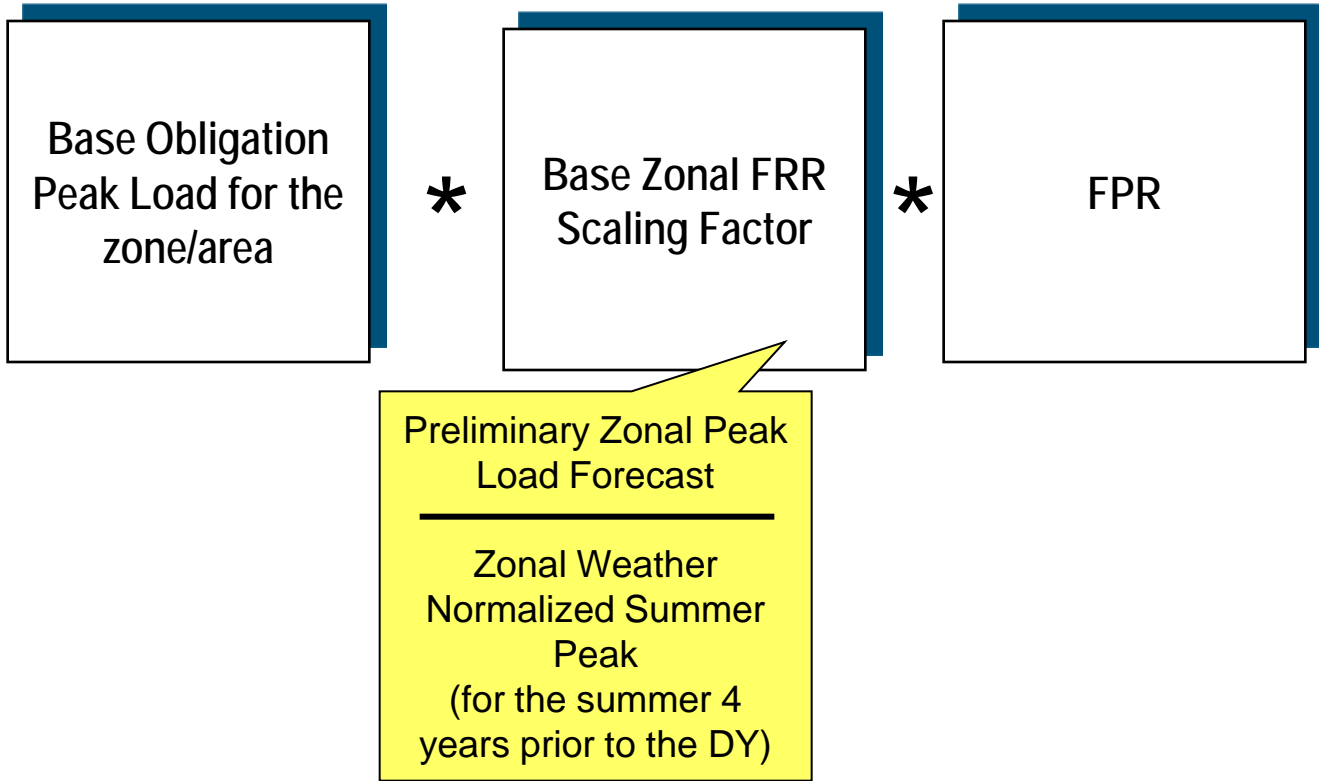 Base Obligation
Peak Load for the
zone/area
*
Base Zonal FRR
Scaling Factor
*
FPR
Preliminary Zonal Peak
Load Forecast
Zonal Weather
Normalized Summer
Peak
(for the summer 4
years prior to the DY)